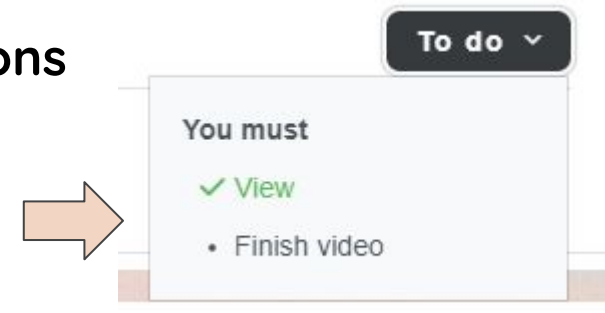 ons
To do
You must
✓ View
• Finish video